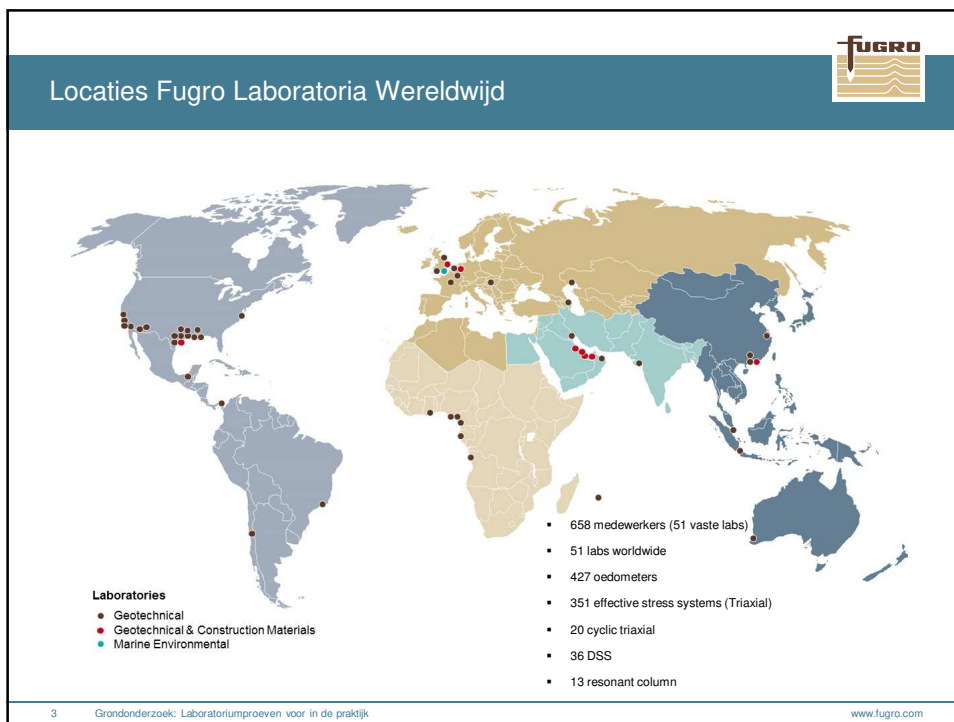 FUGRO
Locaties Fugro Laboratoria Wereldwijd
▪ 658 medewerkers (51 vaste labs)
▪ 51 labs worldwide
▪ 427 oedometers
▪ 351 effective stress systems (Triaxial)
▪ 20 cyclic triaxial
▪ 36 DSS
▪ 13 resonant column
Laboratories
Geotechnical
Geotechnical & Construction Materials
Marine Environmental
3 Grondonderzoek: Laboratoriumproeven voor in de praktijk www.fugro.com